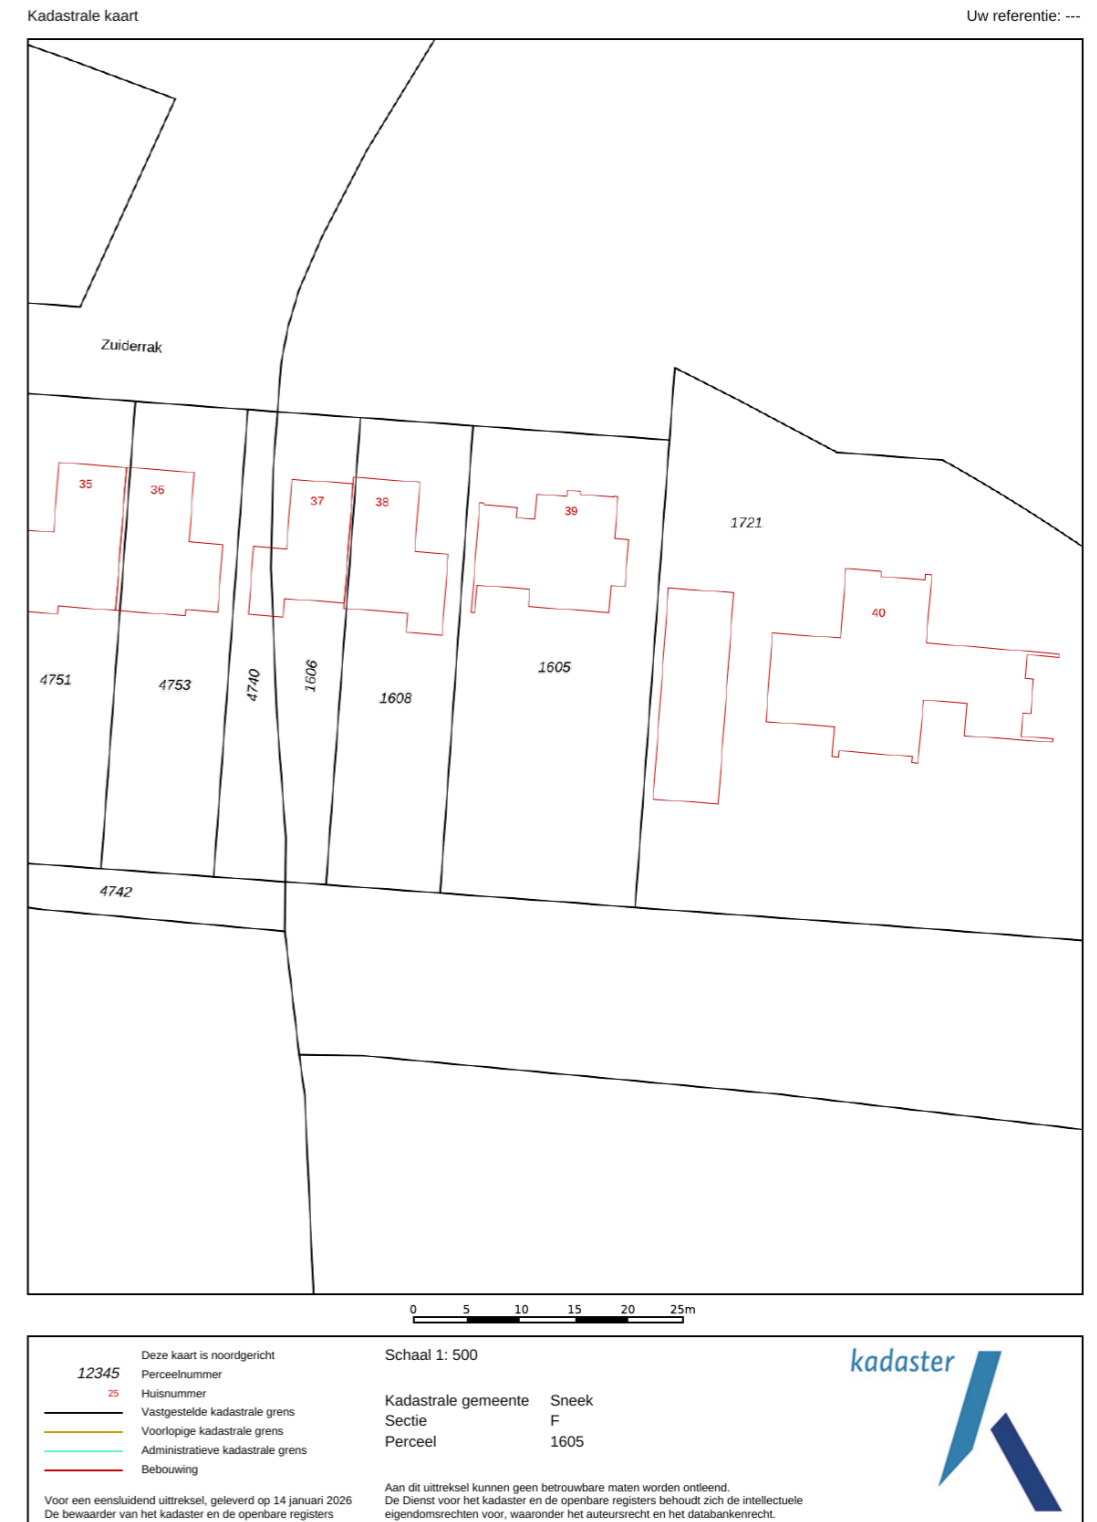 Kadastrale kaart
Uw referentie: ---
Zuiderrak
35
36
37
38
39
1721
40
4751
4753
4740
1606
1608
1605
4742
0 5 10 15 20 25m
Deze kaart is noordgericht
12345 Perceelnummer
25 Huisnummer
Vastgestelde kadastrale grens
Voorlopige kadastrale grens
Administratieve kadastrale grens
Bebouwing
Voor een eensluidend uittreksel, geleverd op 14 januari 2026
De bewaarder van het kadaster en de openbare registers
Schaal 1: 500
Kadastrale gemeente Sneek
Sectie F
Perceel 1605
Aan dit uittreksel kunnen geen betrouwbare maten worden ontleend.
De Dienst voor het kadaster en de openbare registers behoudt zich de intellectuele
eigendomsrechten voor, waaronder het auteursrecht en het databankenrecht.
kadaster